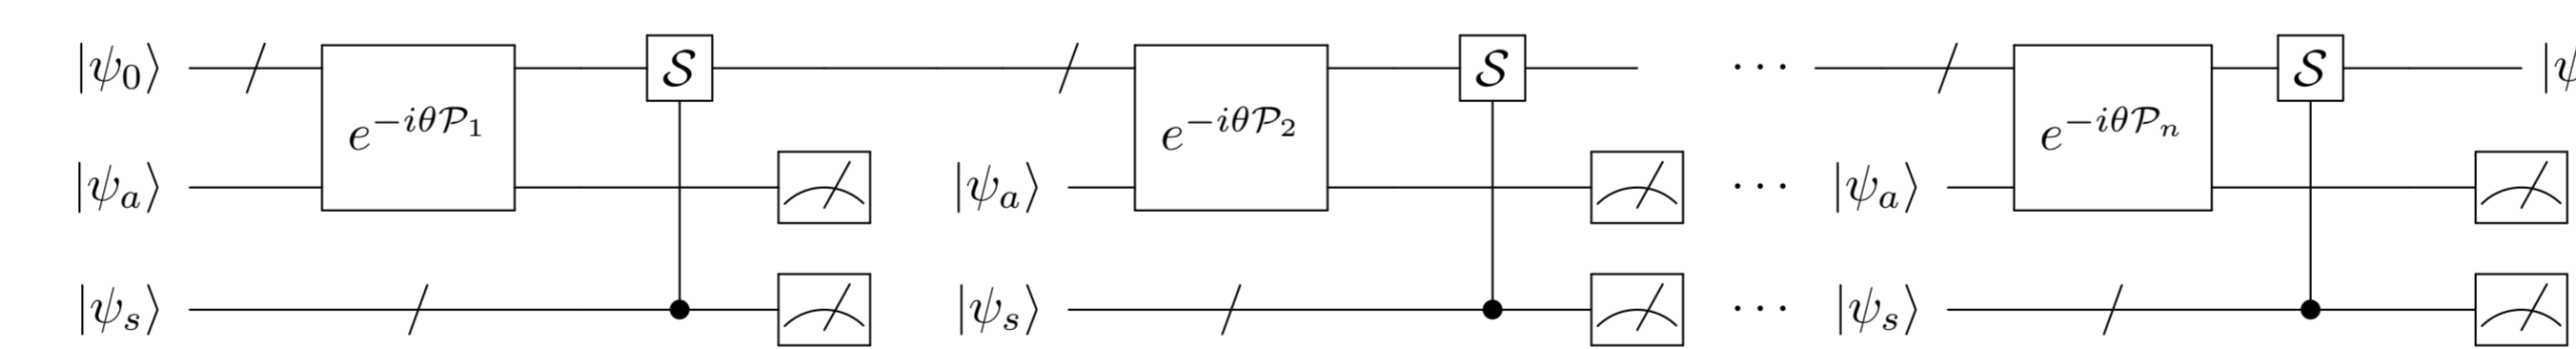 |ψ₀⟩ e^{-iθ𝒫₁} 𝒮 e^{-iθ𝒫₂} 𝒮 ··· e^{-iθ𝒫ₙ} 𝒮 |ψ
|ψₐ⟩ |ψₐ⟩ ··· |ψₐ⟩
|ψₛ⟩ |ψₛ⟩ ··· |ψₛ⟩